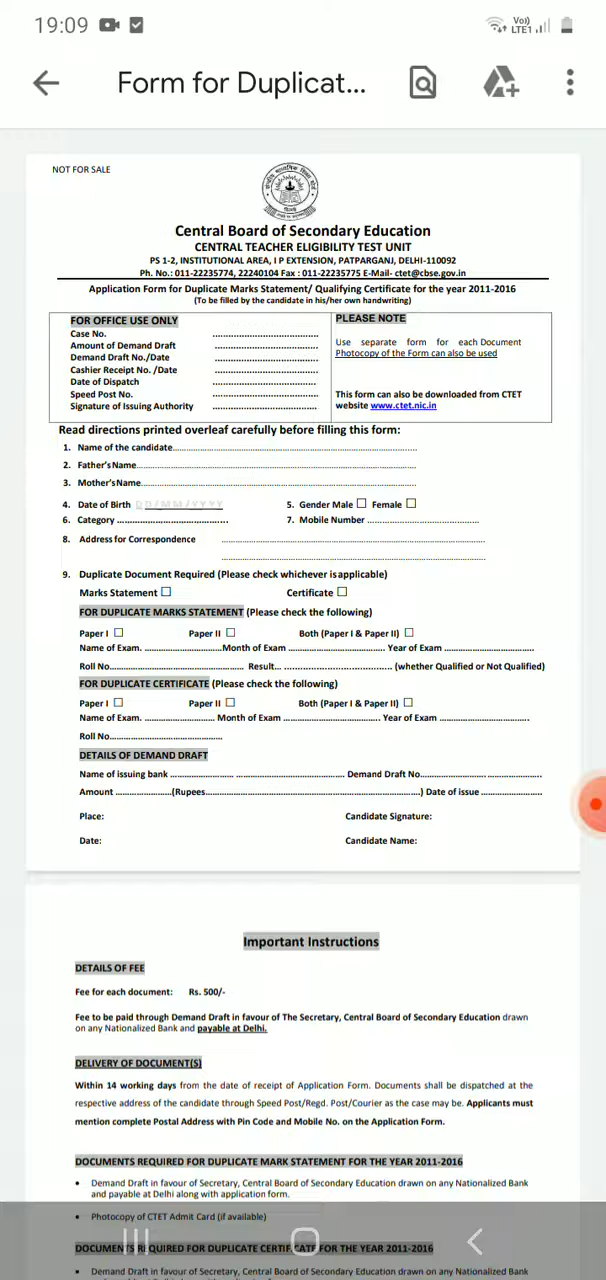 19:09
Vo)
LTE1
Form for Duplicat...
NOT FOR SALE
Central Board of Secondary Education
CENTRAL TEACHER ELIGIBILITY TEST UNIT
PS 1-2, INSTITUTIONAL AREA, I P EXTENSION, PATPARGANJ, DELHI-110092
Ph. No.: 011-22235774, 22240104 Fax : 011-22235775 E-Mail- ctet@cbse.gov.in
Application Form for Duplicate Marks Statement/ Qualifying Certificate for the year 2011-2016
(To be filled by the candidate in his/her own handwriting)
FOR OFFICE USE ONLY
Case No. ....................................
Amount of Demand Draft ....................................
Demand Draft No./Date ....................................
Cashier Receipt No. /Date ....................................
Date of Dispatch ....................................
Speed Post No. ....................................
Signature of Issuing Authority ....................................
PLEASE NOTE
Use separate form for each Document
Photocopy of the Form can also be used
This form can also be downloaded from CTET
website www.ctet.nic.in
Read directions printed overleaf carefully before filling this form:
1. Name of the candidate....................................
2. Father'sName....................................
3. Mother'sName....................................
4. Date of Birth DD/MM/YYYY 5. Gender Male Female
6. Category .................................... 7. Mobile Number ....................................
8. Address for Correspondence ....................................
....................................
9. Duplicate Document Required (Please check whichever is applicable)
Marks Statement Certificate
FOR DUPLICATE MARKS STATEMENT (Please check the following)
Paper I Paper II Both (Paper I & Paper II)
Name of Exam. ..........................Month of Exam .................................... Year of Exam....................................
Roll No.................................... Result... .................................... (whether Qualified or Not Qualified)
FOR DUPLICATE CERTIFICATE (Please check the following)
Paper I Paper II Both (Paper I & Paper II)
Name of Exam. ........................ Month of Exam .................................... Year of Exam ....................................
Roll No....................................
DETAILS OF DEMAND DRAFT
Name of issuing bank .................... .................................... Demand Draft No....................................
Amount ....................(Rupees....................................) Date of issue ......................
Place: Candidate Signature:
Date: Candidate Name:
Important Instructions
DETAILS OF FEE
Fee for each document: Rs. 500/-
Fee to be paid through Demand Draft in favour of The Secretary, Central Board of Secondary Education drawn
on any Nationalized Bank and payable at Delhi.
DELIVERY OF DOCUMENT(S)
Within 14 working days from the date of receipt of Application Form. Documents shall be dispatched at the
respective address of the candidate through Speed Post/Regd. Post/Courier as the case may be. Applicants must
mention complete Postal Address with Pin Code and Mobile No. on the Application Form.
DOCUMENTS REQUIRED FOR DUPLICATE MARK STATEMENT FOR THE YEAR 2011-2016
• Demand Draft in favour of Secretary, Central Board of Secondary Education drawn on any Nationalized Bank
and payable at Delhi along with application form.
• Photocopy of CTET Admit Card (if available)
DOCUMENTS REQUIRED FOR DUPLICATE CERTIFICATE FOR THE YEAR 2011-2016
• Demand Draft in favour of Secretary, Central Board of Secondary Education drawn on any Nationalized Bank